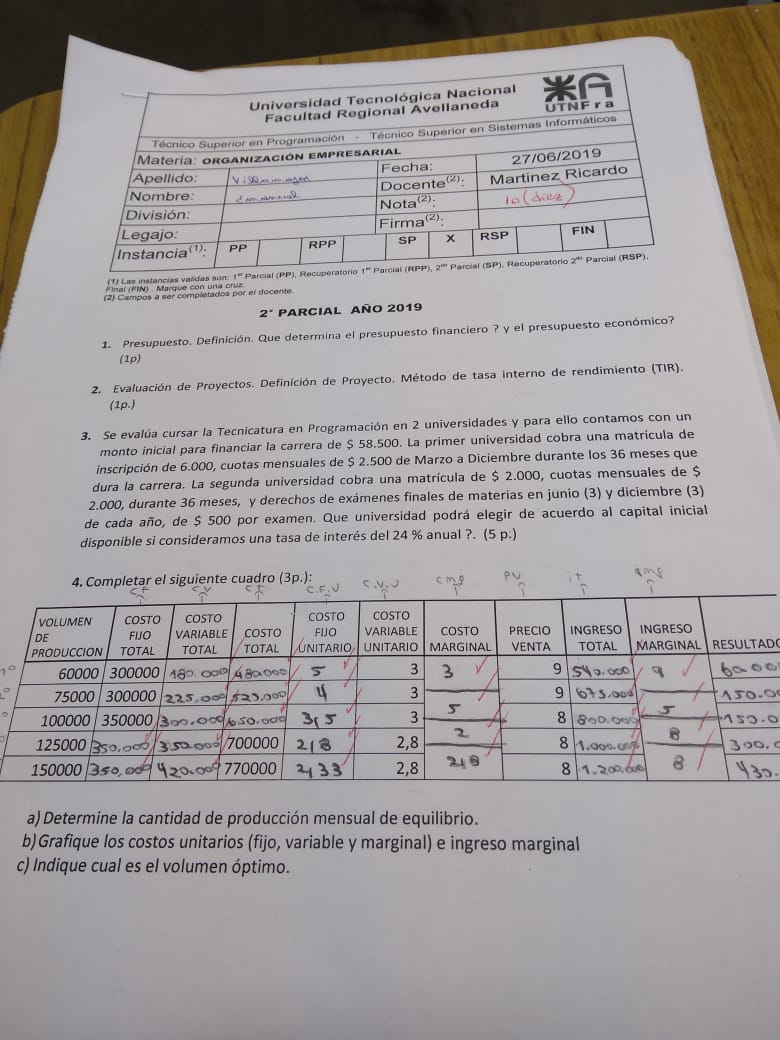 Universidad Tecnológica Nacional
Facultad Regional Avellaneda
UTNFra
Técnico Superior en Programación - Técnico Superior en Sistemas Informáticos
Materia: ORGANIZACIÓN EMPRESARIAL
Apellido: Fecha: 27/06/2019
Nombre: Docente(2): Martinez Ricardo
División: Nota(2): 10 (diez)
Legajo: Firma(2):
Instancia(1): PP RPP SP X RSP FIN
(1) Las instancias validas son: 1er Parcial (PP), Recuperatorio 1er Parcial (RPP), 2do Parcial (SP), Recuperatorio 2do Parcial (RSP),
Final (FIN) . Marque con una cruz.
(2) Campos a ser completados por el docente.
2° PARCIAL AÑO 2019
1. Presupuesto. Definición. Que determina el presupuesto financiero ? y el presupuesto económico?
(1p)
2. Evaluación de Proyectos. Definición de Proyecto. Método de tasa interno de rendimiento (TIR).
(1p.)
3. Se evalúa cursar la Tecnicatura en Programación en 2 universidades y para ello contamos con un
monto inicial para financiar la carrera de $ 58.500. La primer universidad cobra una matrícula de
inscripción de 6.000, cuotas mensuales de $ 2.500 de Marzo a Diciembre durante los 36 meses que
dura la carrera. La segunda universidad cobra una matrícula de $ 2.000, cuotas mensuales de $
2.000, durante 36 meses, y derechos de exámenes finales de materias en junio (3) y diciembre (3)
de cada año, de $ 500 por examen. Que universidad podrá elegir de acuerdo al capital inicial
disponible si consideramos una tasa de interés del 24 % anual ?. (5 p.)
4. Completar el siguiente cuadro (3p.):
CF CV CT C.F.U C.V.U Cmg PV it
VOLUMEN DE PRODUCCION COSTO FIJO TOTAL COSTO VARIABLE TOTAL COSTO TOTAL COSTO FIJO UNITARIO COSTO VARIABLE UNITARIO COSTO MARGINAL PRECIO VENTA INGRESO TOTAL INGRESO MARGINAL RESULTADO
60000 300000 180.000 480.000 5 3 3 9 540.000 9 60.00
75000 300000 225.000 525.000 4 3 9 675.000 150.0
100000 350000 300.000 650.000 3,5 3 5 8 800.000 5 150.0
125000 350.000 350.000 700000 2,8 2,8 2 8 1.000.000 8 300.
150000 350.000 420.000 770000 2,33 2,8 2,8 8 1.200.000 8 430.
a) Determine la cantidad de producción mensual de equilibrio.
b) Grafique los costos unitarios (fijo, variable y marginal) e ingreso marginal
c) Indique cual es el volumen óptimo.